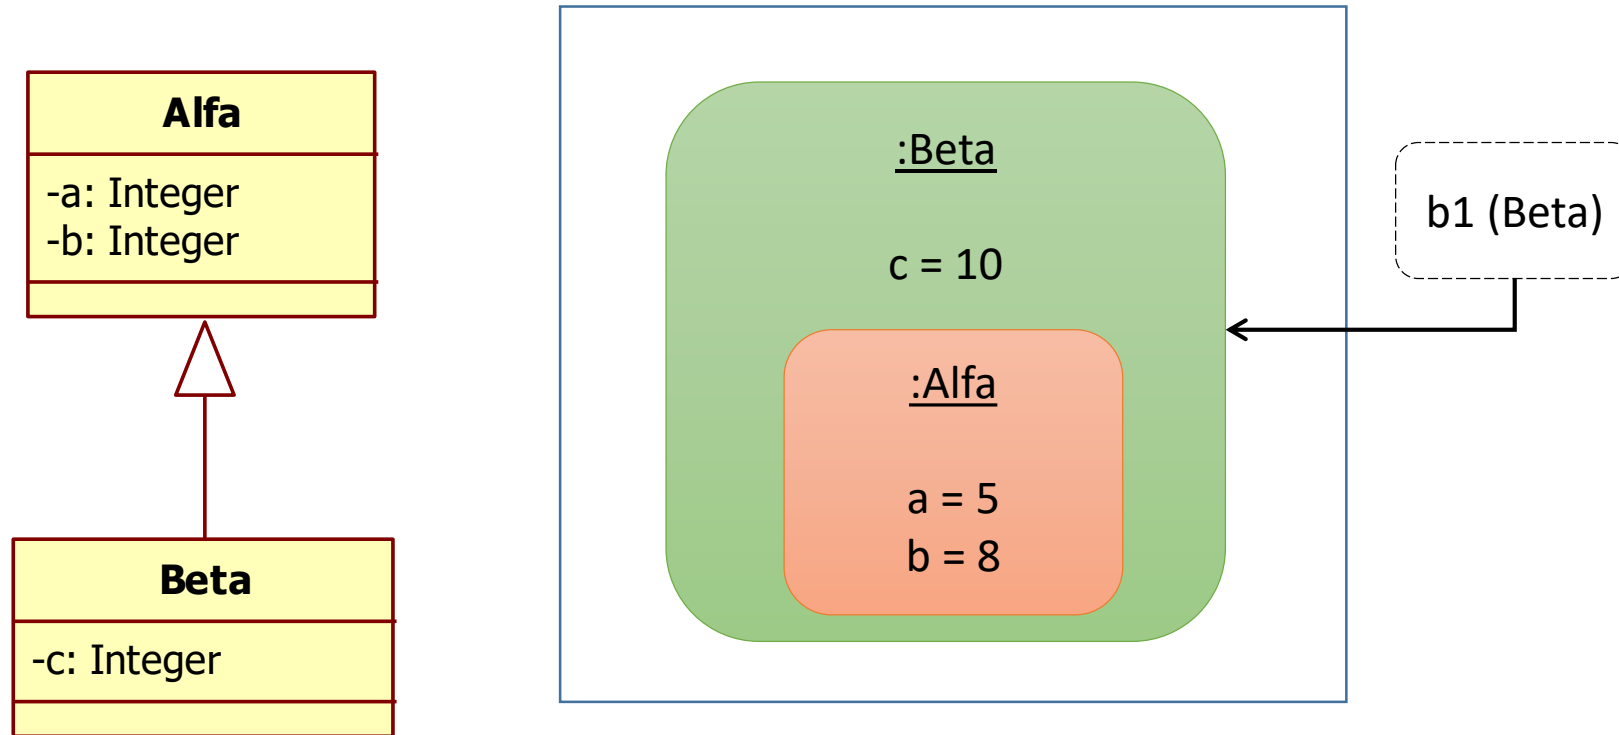 Alfa
-a: Integer
-b: Integer
Beta
-c: Integer
:Beta
c = 10
:Alfa
a = 5
b = 8
b1 (Beta)